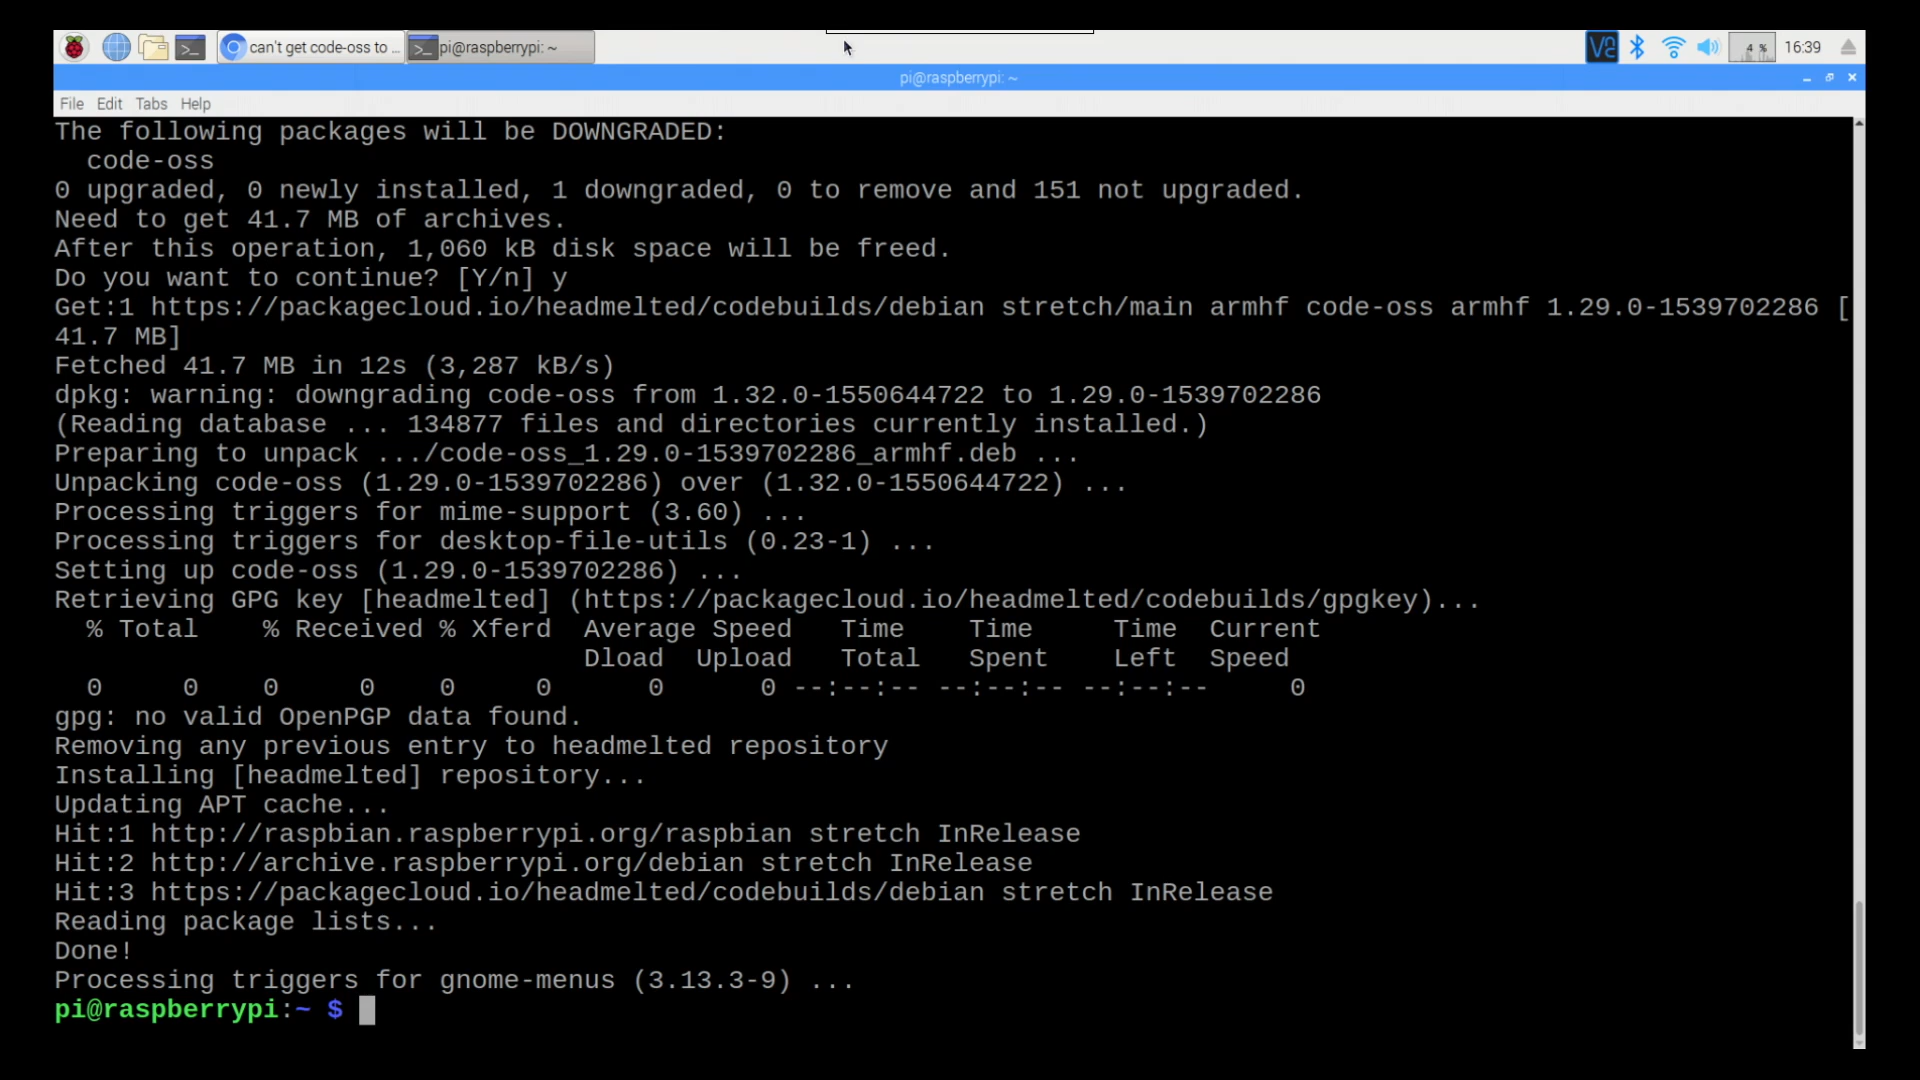 can't get code-oss to ...
pi@raspberrypi: ~
4 %
16:39
pi@raspberrypi: ~
File Edit Tabs Help
The following packages will be DOWNGRADED:
code-oss
0 upgraded, 0 newly installed, 1 downgraded, 0 to remove and 151 not upgraded.
Need to get 41.7 MB of archives.
After this operation, 1,060 kB disk space will be freed.
Do you want to continue? [Y/n] y
Get:1 https://packagecloud.io/headmelted/codebuilds/debian stretch/main armhf code-oss armhf 1.29.0-1539702286 [
41.7 MB]
Fetched 41.7 MB in 12s (3,287 kB/s)
dpkg: warning: downgrading code-oss from 1.32.0-1550644722 to 1.29.0-1539702286
(Reading database ... 134877 files and directories currently installed.)
Preparing to unpack .../code-oss_1.29.0-1539702286_armhf.deb ...
Unpacking code-oss (1.29.0-1539702286) over (1.32.0-1550644722) ...
Processing triggers for mime-support (3.60) ...
Processing triggers for desktop-file-utils (0.23-1) ...
Setting up code-oss (1.29.0-1539702286) ...
Retrieving GPG key [headmelted] (https://packagecloud.io/headmelted/codebuilds/gpgkey)...
% Total % Received % Xferd Average Speed Time Time Time Current
Dload Upload Total Spent Left Speed
0 0 0 0 0 0 0 0 --:--:-- --:--:-- --:--:-- 0
gpg: no valid OpenPGP data found.
Removing any previous entry to headmelted repository
Installing [headmelted] repository...
Updating APT cache...
Hit:1 http://raspbian.raspberrypi.org/raspbian stretch InRelease
Hit:2 http://archive.raspberrypi.org/debian stretch InRelease
Hit:3 https://packagecloud.io/headmelted/codebuilds/debian stretch InRelease
Reading package lists...
Done!
Processing triggers for gnome-menus (3.13.3-9) ...
pi@raspberrypi:~ $